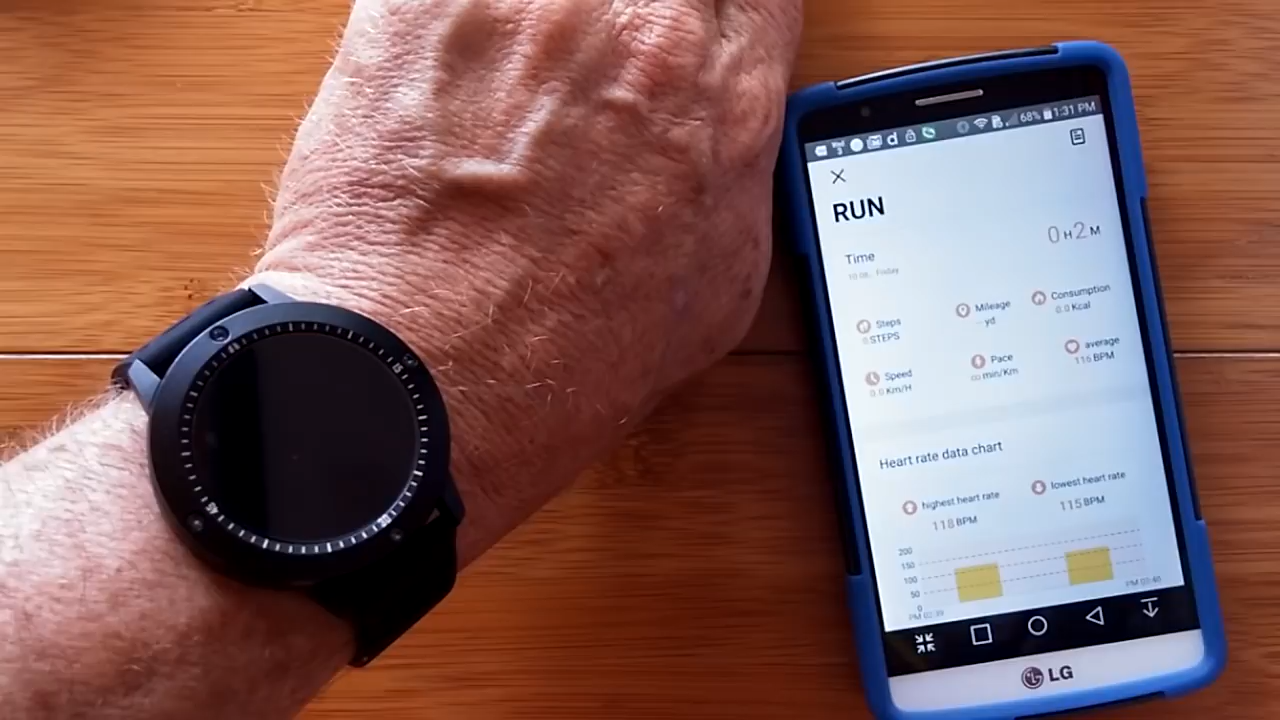 68% 1:31 PM
RUN
0 H 2 M
Time
Friday
Steps
0 STEPS
Mileage
-- yd
Consumption
0.0 Kcal
Speed
0.0 Km/H
Pace
min/Km
average
116 BPM
Heart rate data chart
highest heart rate
118 BPM
lowest heart rate
115 BPM
200
150
100
50
0
LG
15
45